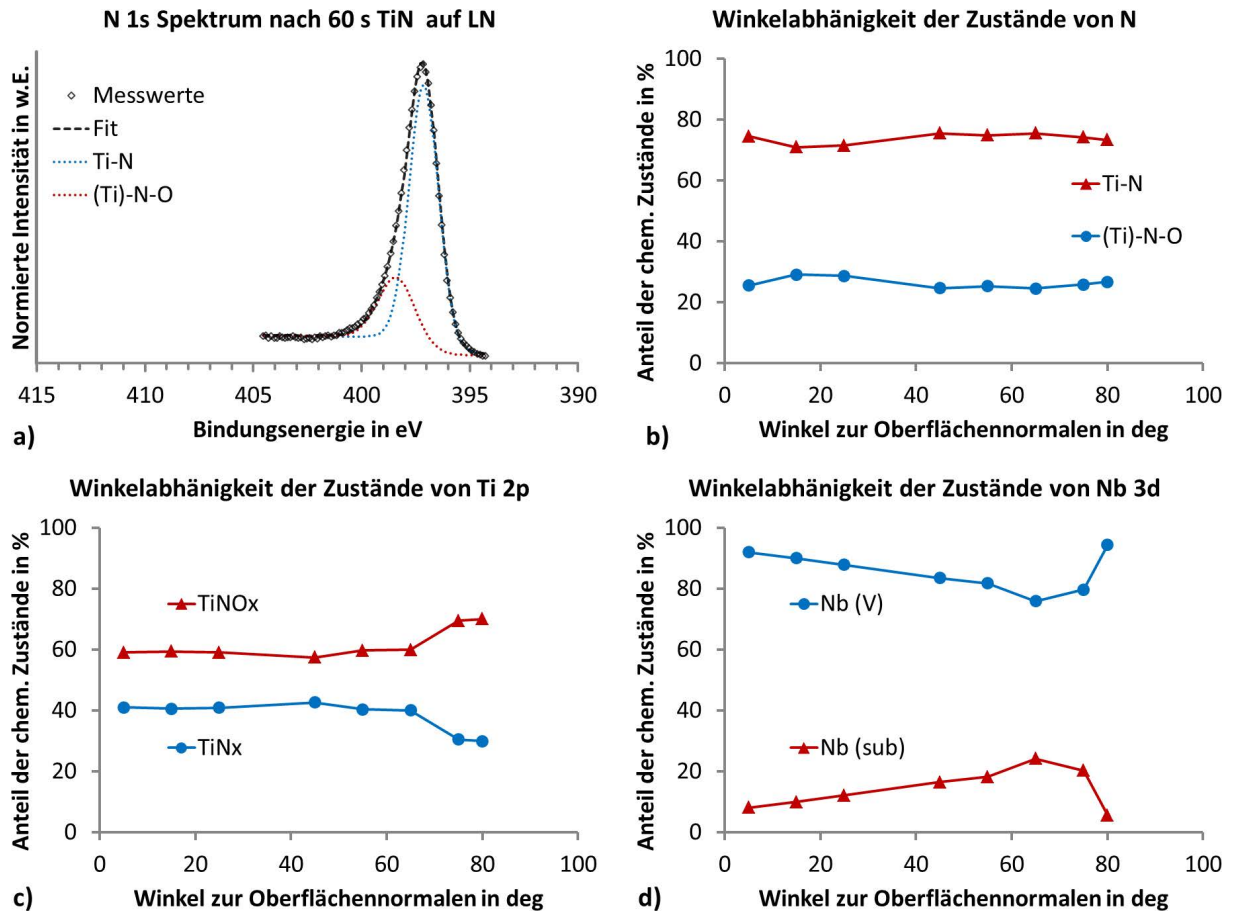 N 1s Spektrum nach 60 s TiN auf LN
Normierte Intensität in w.E.
Messwerte
Fit
Ti-N
(Ti)-N-O
415 410 405 400 395 390
Bindungsenergie in eV
a)
Winkelabhänigkeit der Zustände von N
Anteil der chem. Zustände in %
100
80
60
40
20
0
Ti-N
(Ti)-N-O
0 20 40 60 80 100
Winkel zur Oberflächennormalen in deg
b)
Winkelabhänigkeit der Zustände von Ti 2p
Anteil der chem. Zustände in %
100
80
60
40
20
0
TiNOx
TiNx
0 20 40 60 80 100
Winkel zur Oberflächennormalen in deg
c)
Winkelabhänigkeit der Zustände von Nb 3d
Anteil der chem. Zustände in %
100
80
60
40
20
0
Nb (V)
Nb (sub)
0 20 40 60 80 100
Winkel zur Oberflächennormalen in deg
d)